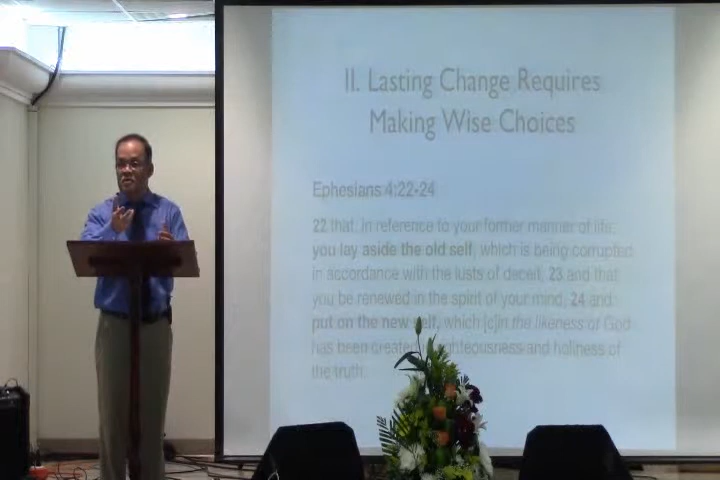 II. Lasting Change Requires
Making Wise Choices
Ephesians 4:22-24
22 that, in reference to your former manner of life,
you lay aside the old self, which is being corrupted
in accordance with the lusts of deceit, 23 and that
you be renewed in the spirit of your mind, 24 and
put on the new self, which [c]in the likeness of God
has been created righteousness and holiness of
the truth.